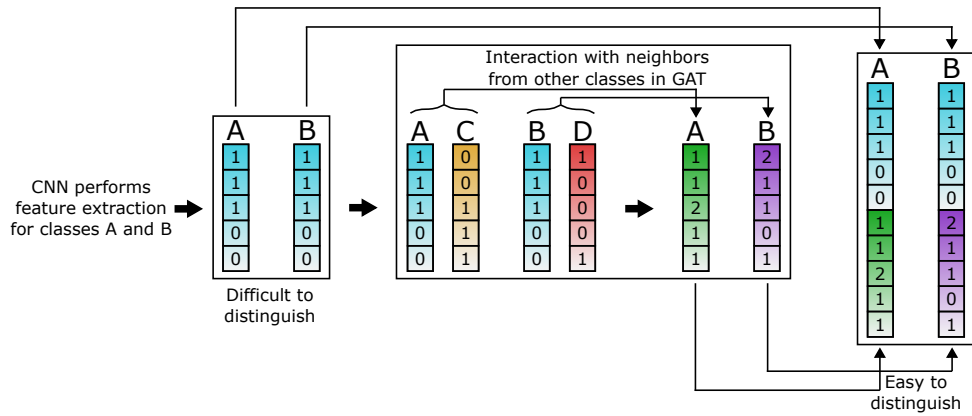 CNN performs
feature extraction
for classes A and B
A B
1 1
1 1
1 1
0 0
0 0
Difficult to
distinguish
Interaction with neighbors
from other classes in GAT
A C B D A B
1 0 1 1 1 2
1 0 1 0 1 1
1 1 1 0 2 1
0 1 0 0 1 0
0 1 0 1 1 1
A B
1 1
1 1
1 1
0 0
0 0
1 2
1 1
2 1
1 0
1 1
Easy to
distinguish